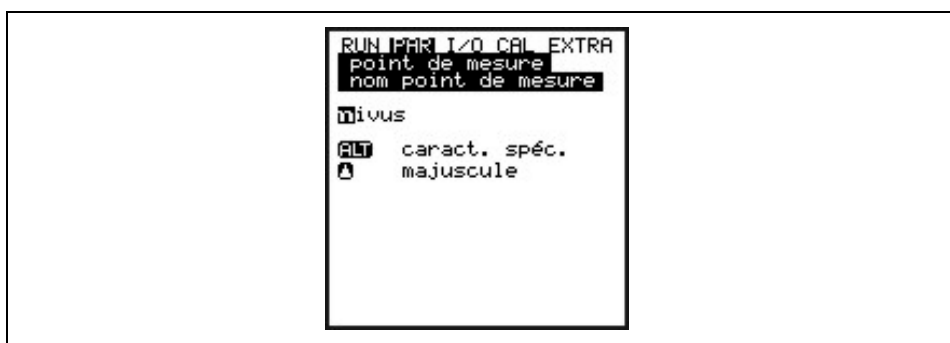 RUN PAR I/O CAL EXTRA
point de mesure
nom point de mesure
nivus
ALT caract. spéc.
majuscule